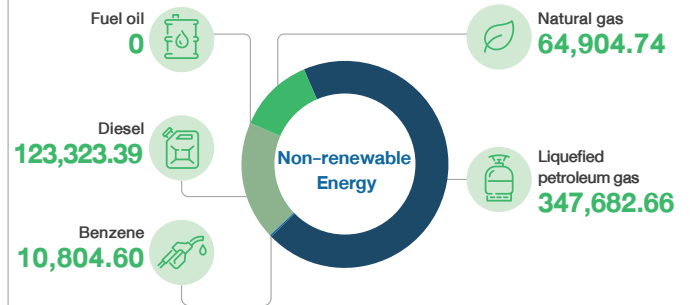 Fuel oil
0
Natural gas
64,904.74
Diesel
123,323.39
Non-renewable
Energy
Liquefied
petroleum gas
347,682.66
Benzene
10,804.60